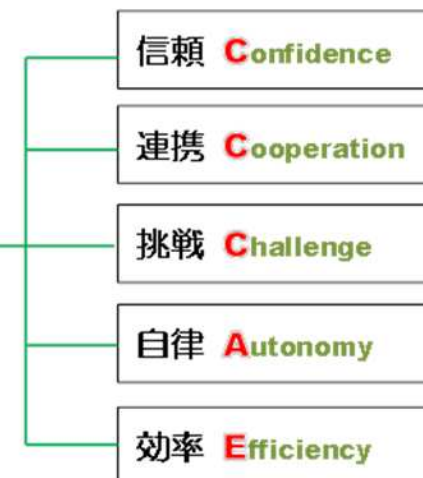 信頼 Confidence
連携 Cooperation
挑戦 Challenge
自律 Autonomy
効率 Efficiency